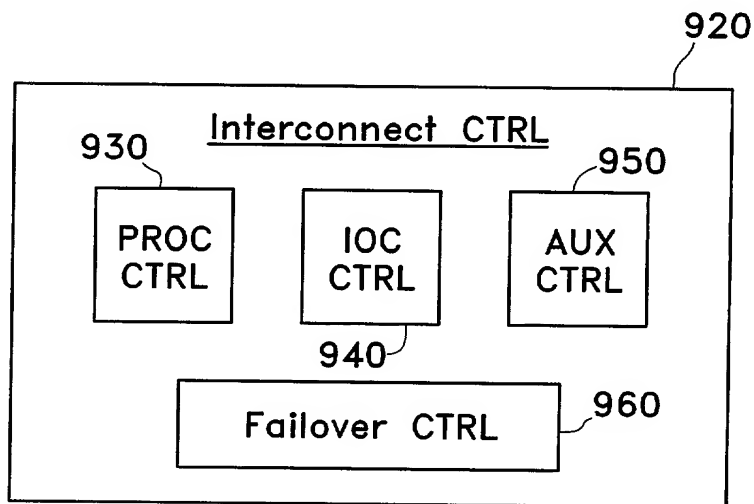 920
Interconnect CTRL
930
950
PROC
CTRL
IOC
CTRL
AUX
CTRL
940
Failover CTRL
960